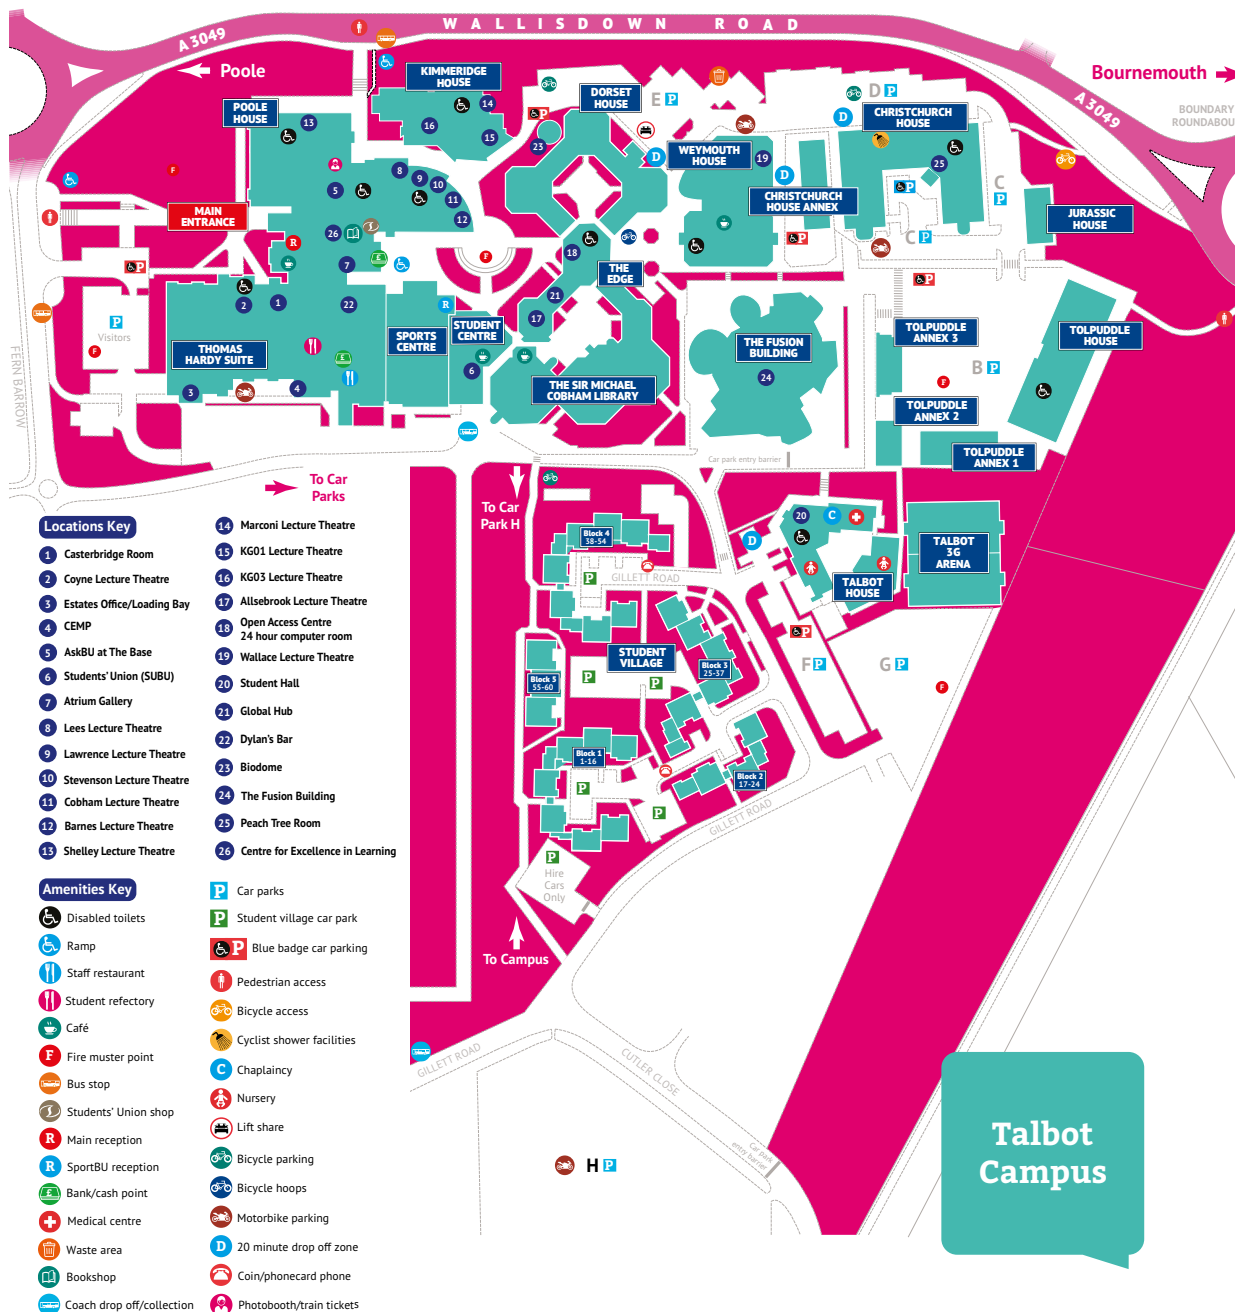 WALLISDOWN ROAD
A 3049
Poole
Bournemouth
A 3049
BOUNDARY
ROUNDABOUT
KIMMERIDGE
HOUSE
DORSET
HOUSE
E P
D P
POOLE
HOUSE
CHRISTCHURCH
HOUSE
WEYMOUTH
HOUSE
CHRISTCHURCH
HOUSE ANNEX
C
P
C P
JURASSIC
HOUSE
MAIN
ENTRANCE
THE
EDGE
P
Visitors
THOMAS
HARDY SUITE
SPORTS
CENTRE
STUDENT
CENTRE
THE SIR MICHAEL
COBHAM LIBRARY
THE FUSION
BUILDING
TOLPUDDLE
ANNEX 3
TOLPUDDLE
HOUSE
B P
TOLPUDDLE
ANNEX 2
TOLPUDDLE
ANNEX 1
FERN BARROW
Car park entry barrier
To Car
Parks
To Car
Park H
Block 4
38-54
GILLETT ROAD
STUDENT
VILLAGE
Block 3
25-37
Block 5
55-60
Block 1
1-16
Block 2
17-24
GILLETT ROAD
Hire
Cars
Only
To Campus
TALBOT
3G
ARENA
TALBOT
HOUSE
F P
G P
GILLETT ROAD
CUTLER CLOSE
Car park
entry barrier
H P
Talbot
Campus
Locations Key
1 Casterbridge Room
2 Coyne Lecture Theatre
3 Estates Office/Loading Bay
4 CEMP
5 AskBU at The Base
6 Students' Union (SUBU)
7 Atrium Gallery
8 Lees Lecture Theatre
9 Lawrence Lecture Theatre
10 Stevenson Lecture Theatre
11 Cobham Lecture Theatre
12 Barnes Lecture Theatre
13 Shelley Lecture Theatre
14 Marconi Lecture Theatre
15 KG01 Lecture Theatre
16 KG03 Lecture Theatre
17 Allsebrook Lecture Theatre
18 Open Access Centre
24 hour computer room
19 Wallace Lecture Theatre
20 Student Hall
21 Global Hub
22 Dylan's Bar
23 Biodome
24 The Fusion Building
25 Peach Tree Room
26 Centre for Excellence in Learning
Amenities Key
Disabled toilets
Ramp
Staff restaurant
Student refectory
Café
F Fire muster point
Bus stop
Students' Union shop
R Main reception
R SportBU reception
£ Bank/cash point
Medical centre
Waste area
Bookshop
Coach drop off/collection
P Car parks
P Student village car park
P Blue badge car parking
Pedestrian access
Bicycle access
Cyclist shower facilities
C Chaplaincy
Nursery
Lift share
Bicycle parking
Bicycle hoops
Motorbike parking
D 20 minute drop off zone
Coin/phonecard phone
Photobooth/train tickets